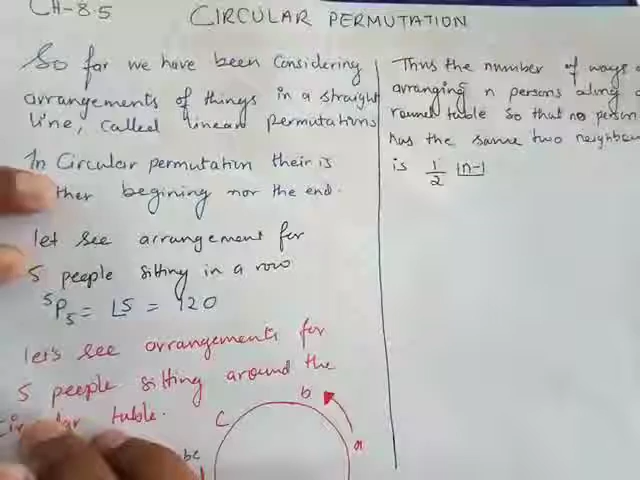 CH-8.5
CIRCULAR PERMUTATION
So far we have been Considering
arrangements of things in a straight
line, called linear permutations
In Circular permutation their is
ther begining nor the end.
let see arrangement for
5 peeple sitting in a row
⁵P₅ = ⌊5 = 120
let's see arrangements for
5 peeple sitting around the
table.
b
a
C
Thus the number of ways
arranging n persons along a
round table so that no person
has the same two neighbou
is 1/2 ⌊n-1